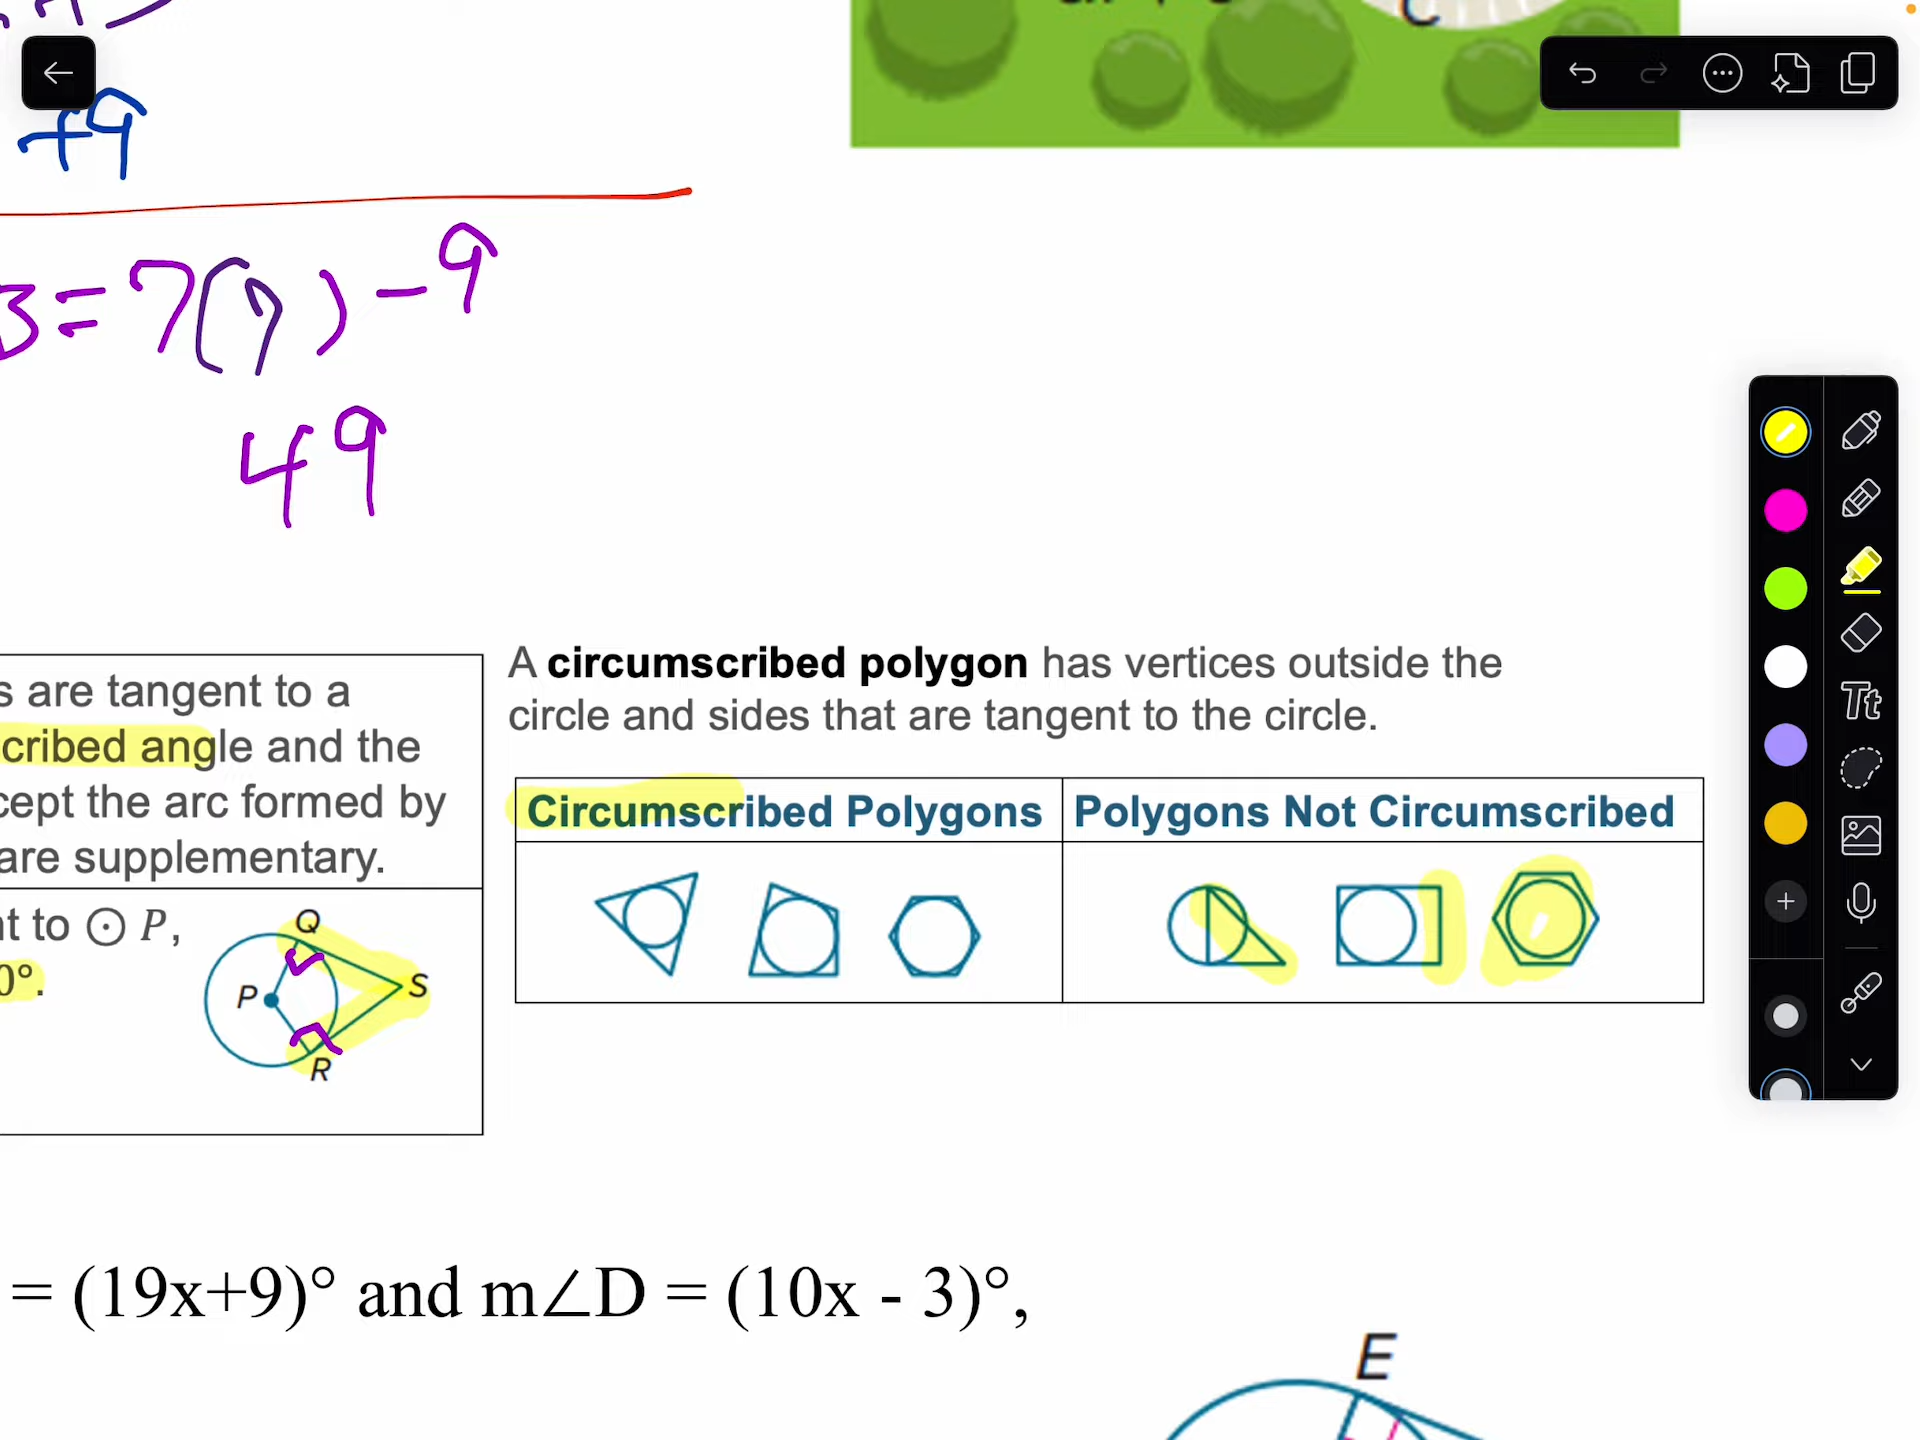 C
+9
3=7(7)-9
49
s are tangent to a
cribed angle and the
cept the arc formed by
are supplementary.
nt to ⊙ P,
0°.
Q
P
S
R
A circumscribed polygon has vertices outside the
circle and sides that are tangent to the circle.
Circumscribed Polygons
Polygons Not Circumscribed
= (19x+9)° and m∠D = (10x - 3)°,
E
Tt